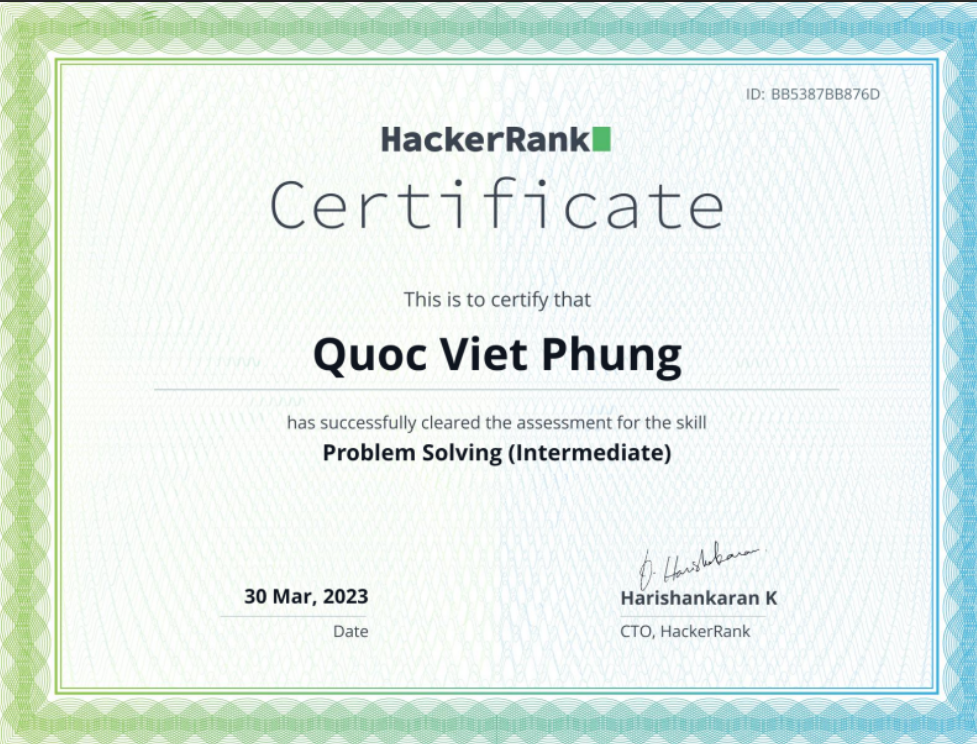 ID: BB5387BB876D
HackerRank
Certificate
This is to certify that
Quoc Viet Phung
has successfully cleared the assessment for the skill
Problem Solving (Intermediate)
30 Mar, 2023
Date
Harishankaran K
CTO, HackerRank